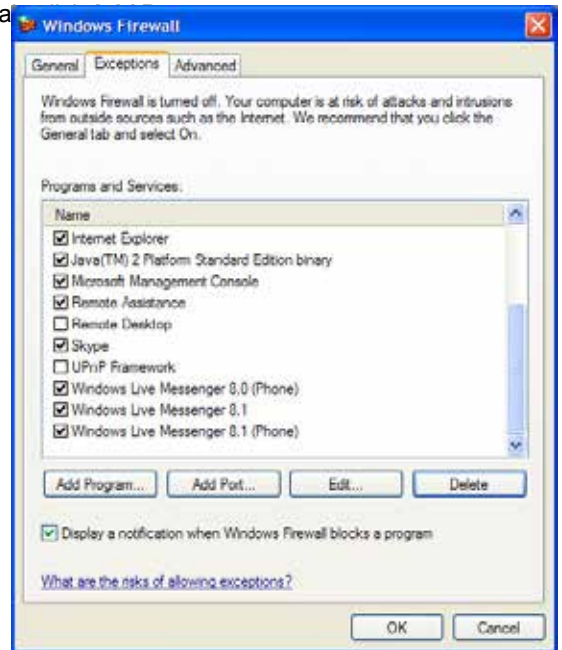 a
Windows Firewall
General Exceptions Advanced
Windows Firewall is turned off. Your computer is at risk of attacks and intrusions
from outside sources such as the Internet. We recommend that you click the
General tab and select On.
Programs and Services:
Name
Internet Explorer
Java(TM) 2 Platform Standard Edition binary
Microsoft Management Console
Remote Assistance
Remote Desktop
Skype
UPnP Framework
Windows Live Messenger 8.0 (Phone)
Windows Live Messenger 8.1
Windows Live Messenger 8.1 (Phone)
Add Program... Add Port... Edit... Delete
Display a notification when Windows Firewall blocks a program
What are the risks of allowing exceptions?
OK Cancel